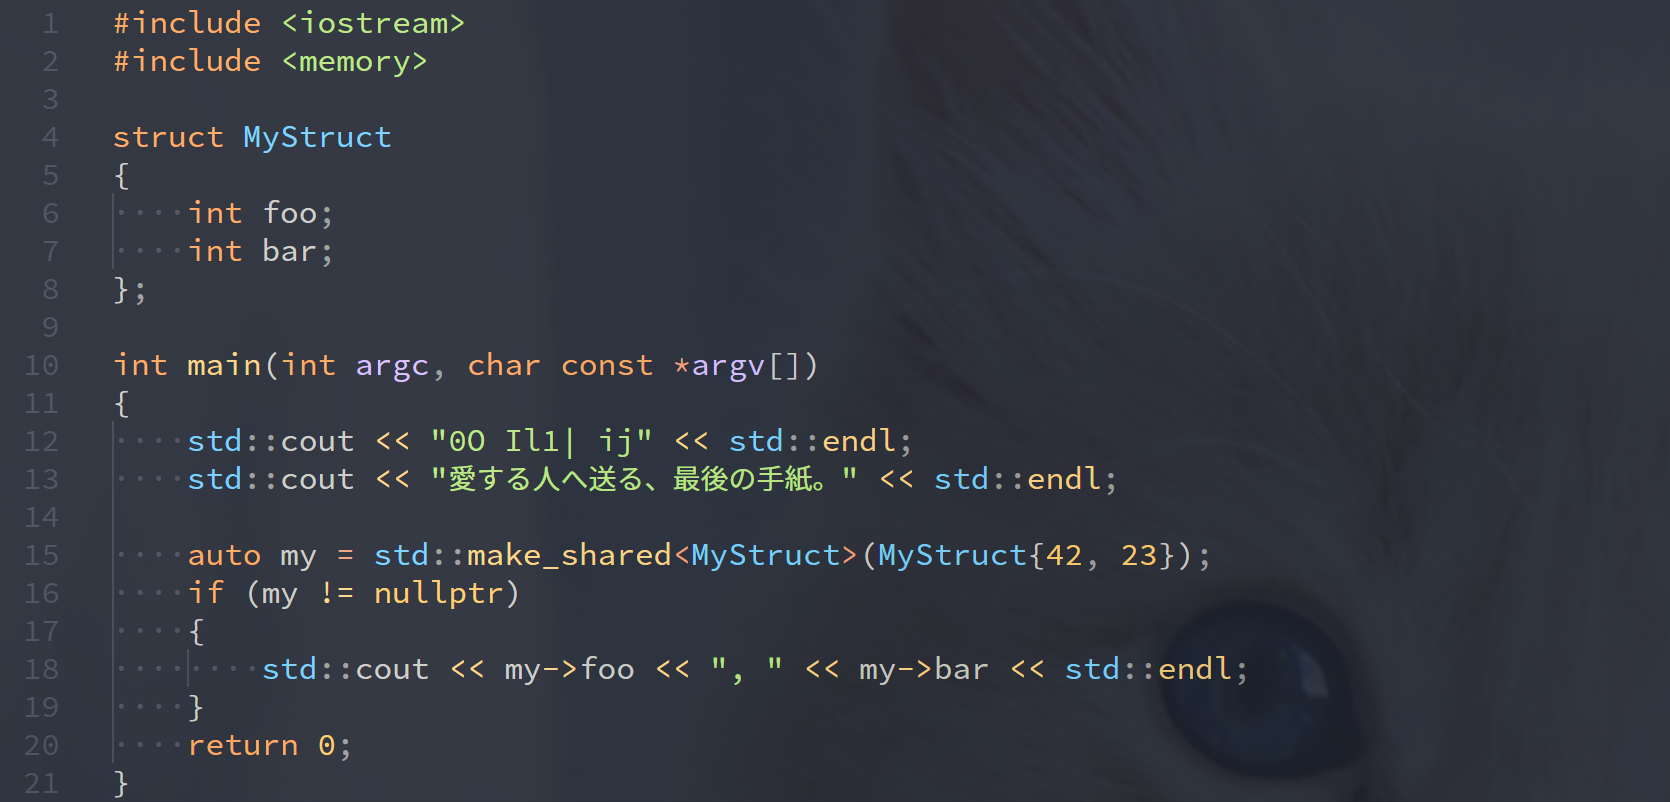 1 #include <iostream>
2 #include <memory>
3
4 struct MyStruct
5 {
6 ····int foo;
7 ····int bar;
8 };
9
10 int main(int argc, char const *argv[])
11 {
12 ····std::cout << "0O Il1| ij" << std::endl;
13 ····std::cout << "愛する人へ送る、最後の手紙。" << std::endl;
14
15 ····auto my = std::make_shared<MyStruct>(MyStruct{42, 23});
16 ····if (my != nullptr)
17 ····{
18 ········std::cout << my->foo << ", " << my->bar << std::endl;
19 ····}
20 ····return 0;
21 }